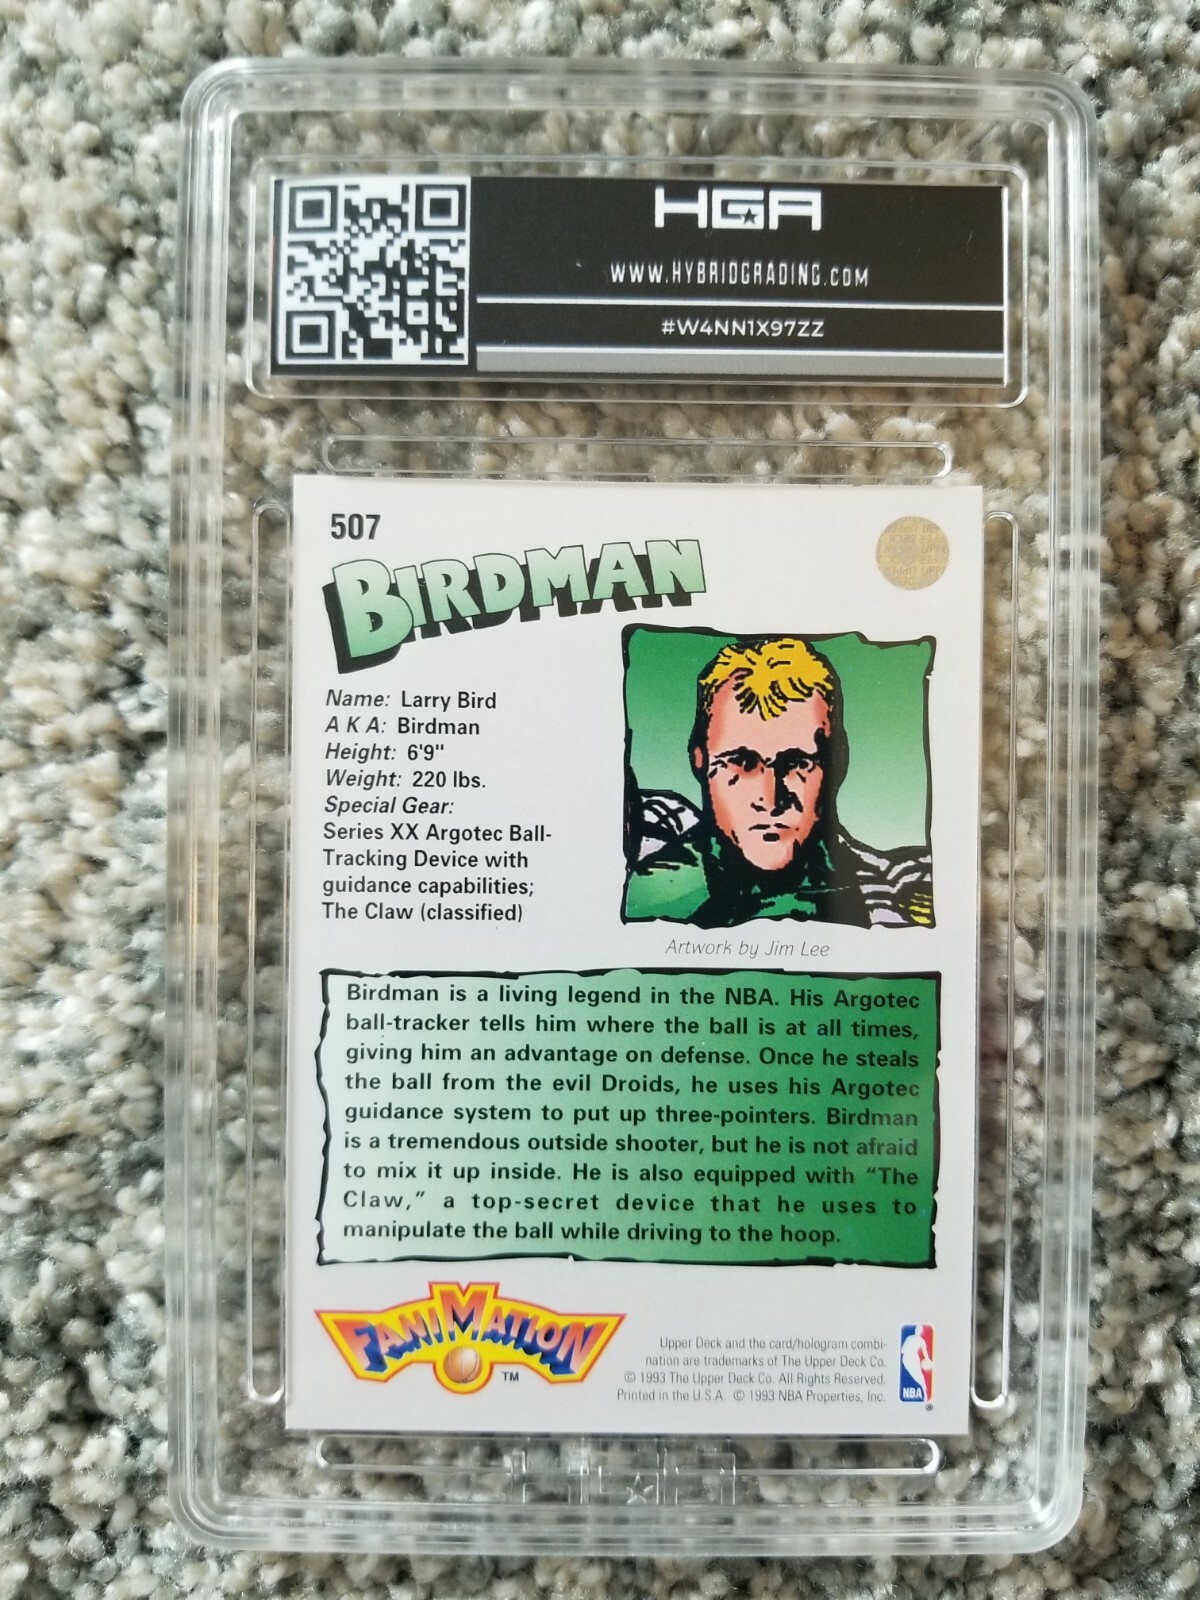 HGA
WWW.HYBRIDGRADING.COM
#W4NN1X97ZZ
507
BIRDMAN
Name: Larry Bird
A K A: Birdman
Height: 6'9"
Weight: 220 lbs.
Special Gear:
Series XX Argotec Ball-
Tracking Device with
guidance capabilities;
The Claw (classified)
Artwork by Jim Lee
Birdman is a living legend in the NBA. His Argotec
ball-tracker tells him where the ball is at all times,
giving him an advantage on defense. Once he steals
the ball from the evil Droids, he uses his Argotec
guidance system to put up three-pointers. Birdman
is a tremendous outside shooter, but he is not afraid
to mix it up inside. He is also equipped with “The
Claw,” a top-secret device that he uses to
manipulate the ball while driving to the hoop.
FANIMATION
TM
Upper Deck and the card/hologram combi-
nation are trademarks of The Upper Deck Co.
© 1993 The Upper Deck Co. All Rights Reserved.
Printed in the U.S.A. © 1993 NBA Properties, Inc.
NBA
®